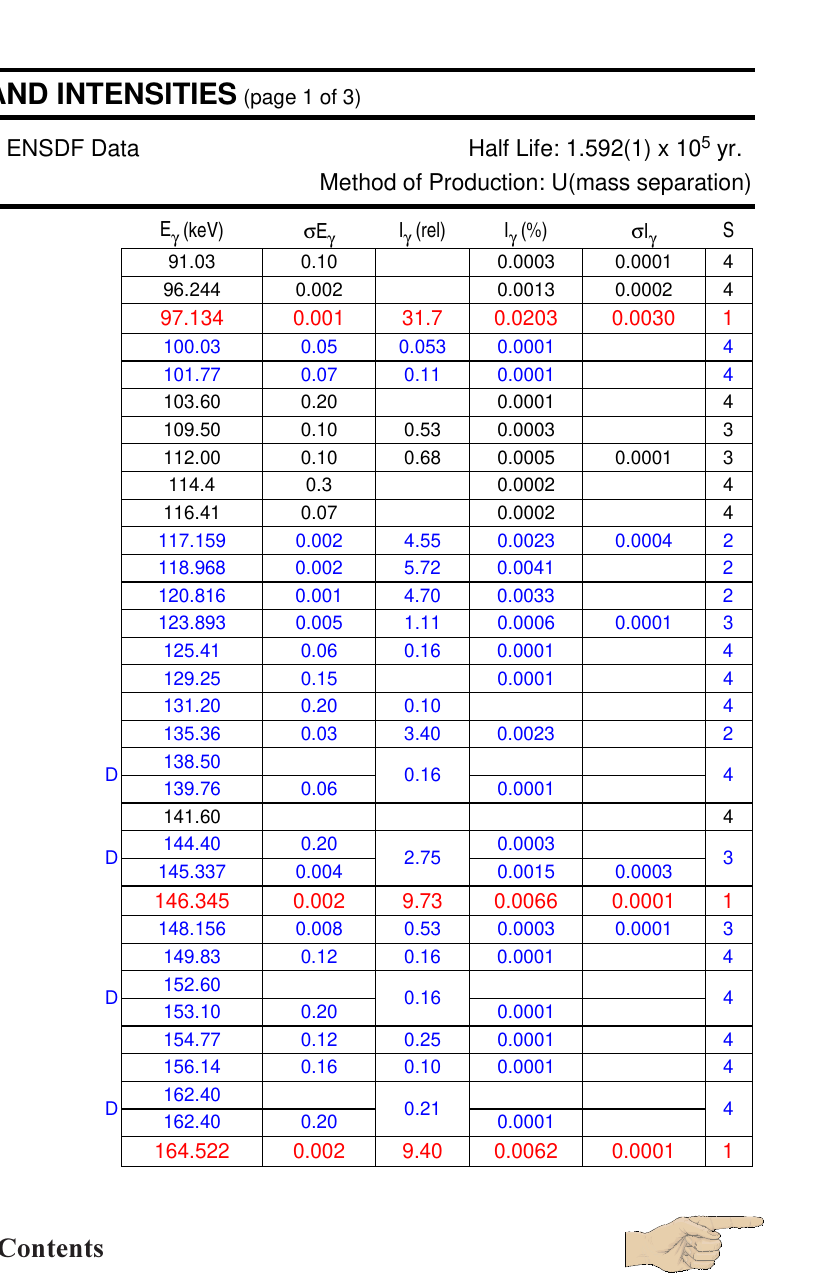 AND INTENSITIES (page 1 of 3)
ENSDF Data Half Life: 1.592(1) x 10⁵ yr.
Method of Production: U(mass separation)
Eγ (keV) σEγ Iγ (rel) Iγ (%) σIγ S
91.03 0.10 0.0003 0.0001 4
96.244 0.002 0.0013 0.0002 4
97.134 0.001 31.7 0.0203 0.0030 1
100.03 0.05 0.053 0.0001 4
101.77 0.07 0.11 0.0001 4
103.60 0.20 0.0001 4
109.50 0.10 0.53 0.0003 3
112.00 0.10 0.68 0.0005 0.0001 3
114.4 0.3 0.0002 4
116.41 0.07 0.0002 4
117.159 0.002 4.55 0.0023 0.0004 2
118.968 0.002 5.72 0.0041 2
120.816 0.001 4.70 0.0033 2
123.893 0.005 1.11 0.0006 0.0001 3
125.41 0.06 0.16 0.0001 4
129.25 0.15 0.0001 4
131.20 0.20 0.10 4
135.36 0.03 3.40 0.0023 2
138.50
D 0.16 4
139.76 0.06 0.0001
141.60 4
144.40 0.20 0.0003
D 2.75 3
145.337 0.004 0.0015 0.0003
146.345 0.002 9.73 0.0066 0.0001 1
148.156 0.008 0.53 0.0003 0.0001 3
149.83 0.12 0.16 0.0001 4
152.60
D 0.16 4
153.10 0.20 0.0001
154.77 0.12 0.25 0.0001 4
156.14 0.16 0.10 0.0001 4
162.40
D 0.21 4
162.40 0.20 0.0001
164.522 0.002 9.40 0.0062 0.0001 1
Contents